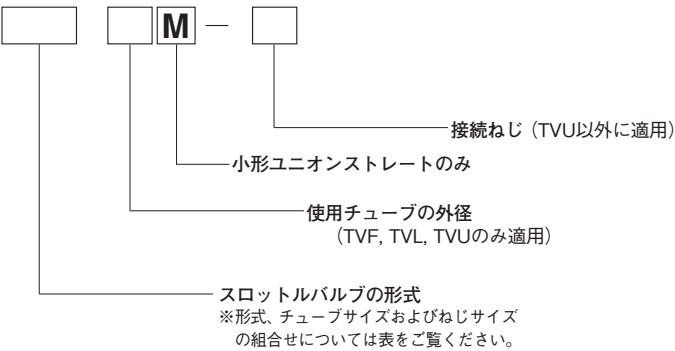 M −
接続ねじ（TVU以外に適用）
小形ユニオンストレートのみ
使用チューブの外径
（TVF, TVL, TVUのみ適用）
スロットルバルブの形式
※形式、チューブサイズおよびねじサイズ
の組合せについては表をご覧ください。